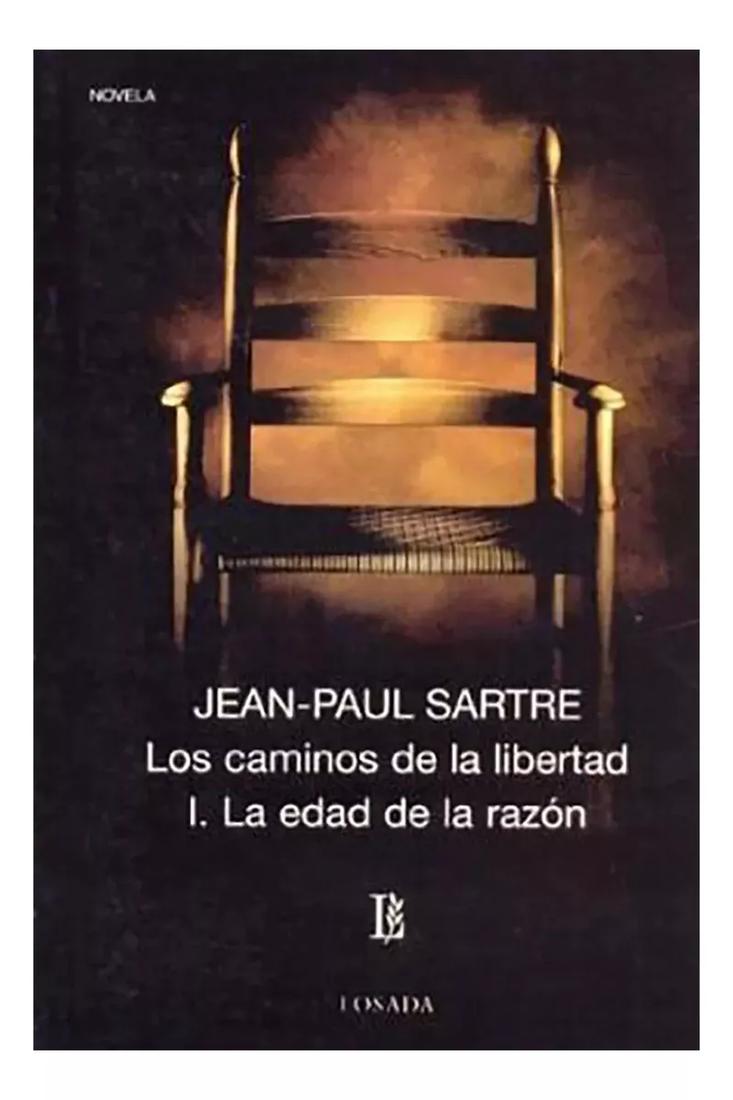 NOVELA
JEAN-PAUL SARTRE
Los caminos de la libertad
I. La edad de la razón
LOSADA